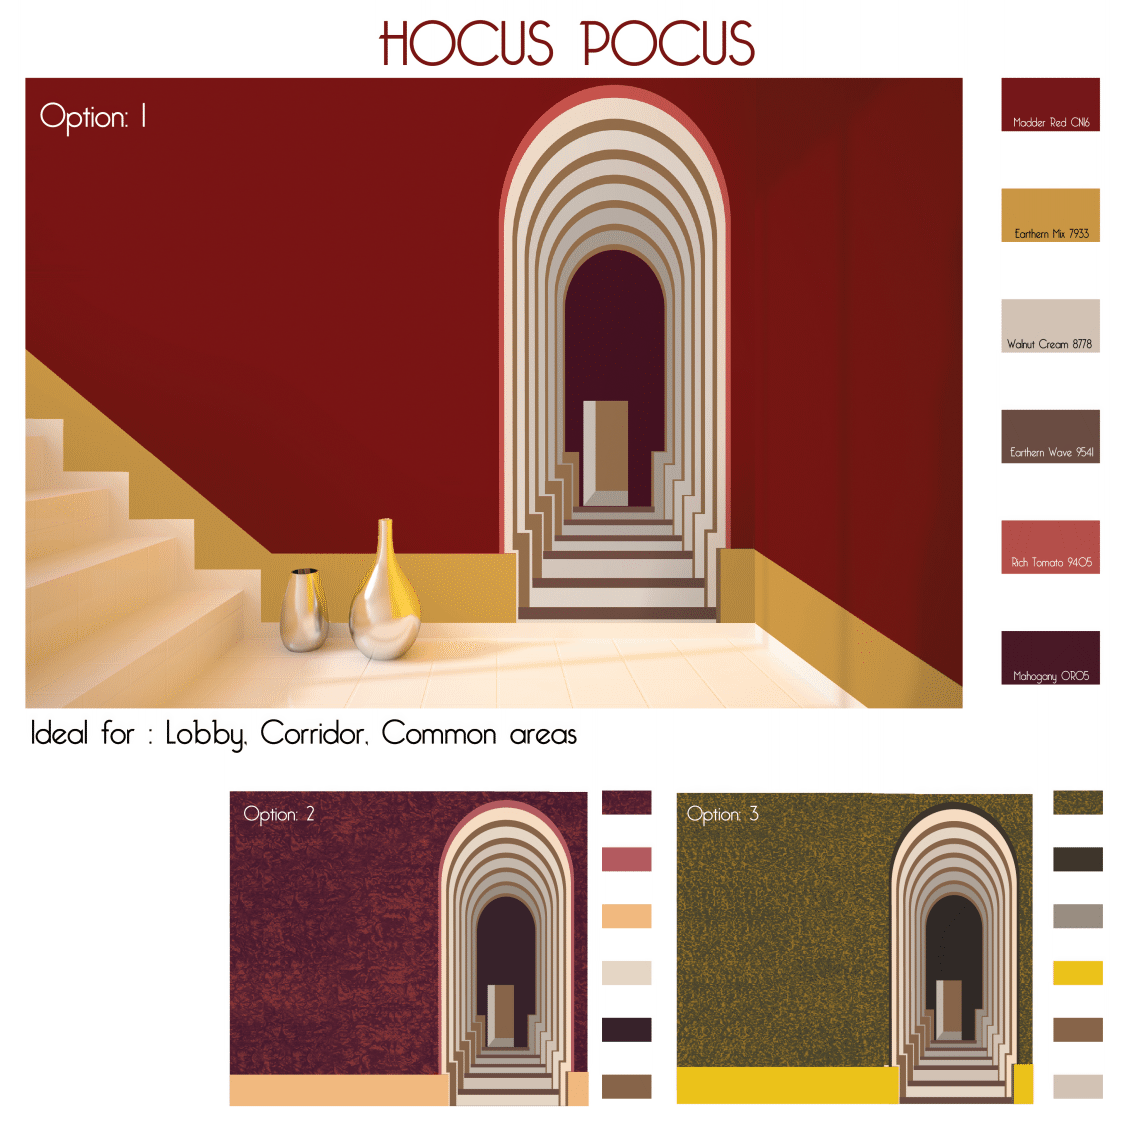 HOCUS POCUS
Option: 1
Madder Red CN16
Earthern Mix 7933
Walnut Cream 8778
Earthern Wave 9541
Rich Tomato 9405
Mahogany 0R05
Ideal for : Lobby, Corridor, Common areas
Option: 2
Option: 3